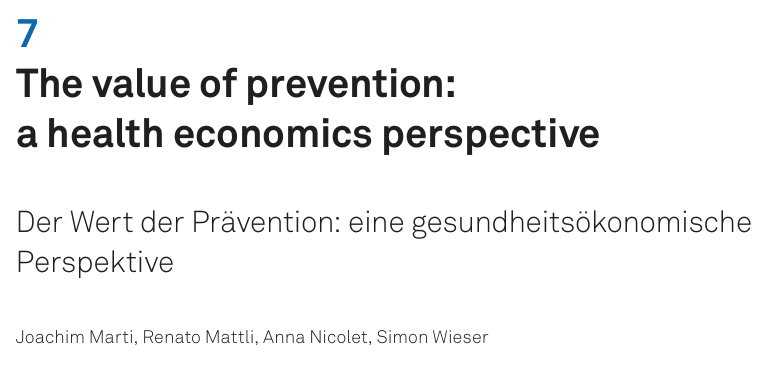 7
The value of prevention:
a health economics perspective
Der Wert der Prävention: eine gesundheitsökonomische
Perspektive
Joachim Marti, Renato Mattli, Anna Nicolet, Simon Wieser